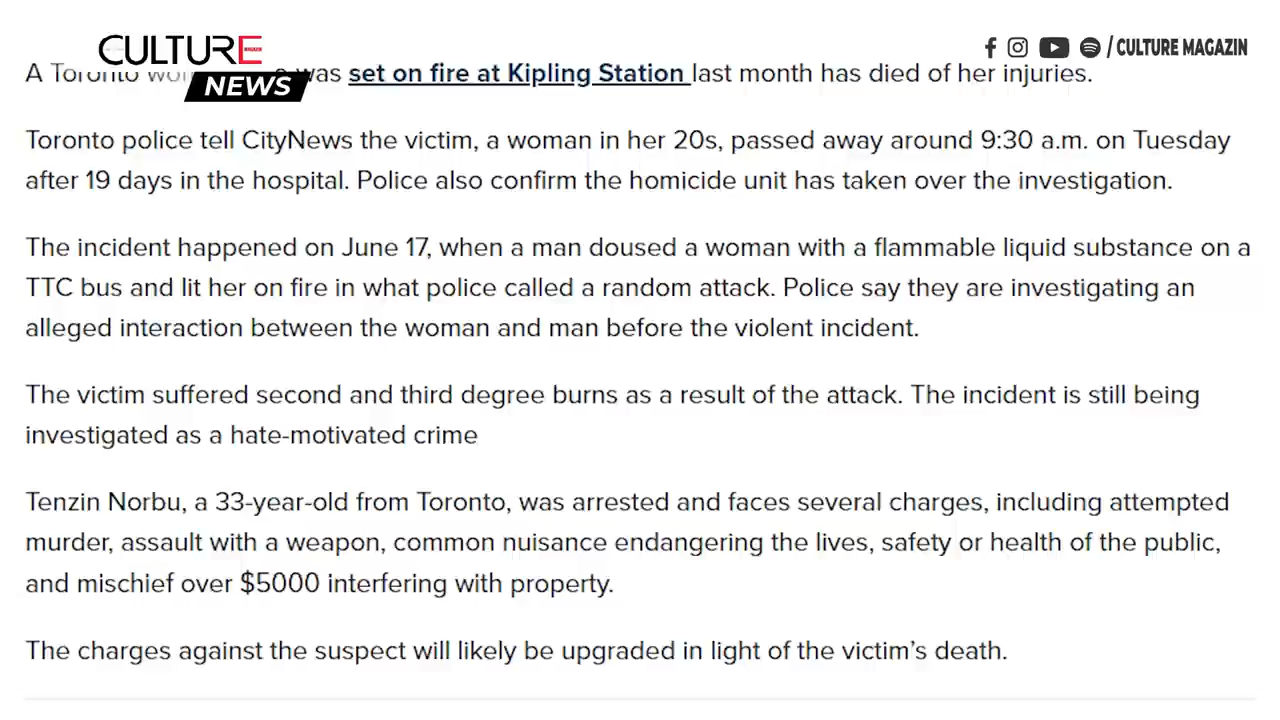 CULTURE
NEWS
/ CULTURE MAGAZIN
A Toronto was set on fire at Kipling Station last month has died of her injuries.
Toronto police tell CityNews the victim, a woman in her 20s, passed away around 9:30 a.m. on Tuesday
after 19 days in the hospital. Police also confirm the homicide unit has taken over the investigation.
The incident happened on June 17, when a man doused a woman with a flammable liquid substance on a
TTC bus and lit her on fire in what police called a random attack. Police say they are investigating an
alleged interaction between the woman and man before the violent incident.
The victim suffered second and third degree burns as a result of the attack. The incident is still being
investigated as a hate-motivated crime
Tenzin Norbu, a 33-year-old from Toronto, was arrested and faces several charges, including attempted
murder, assault with a weapon, common nuisance endangering the lives, safety or health of the public,
and mischief over $5000 interfering with property.
The charges against the suspect will likely be upgraded in light of the victim’s death.